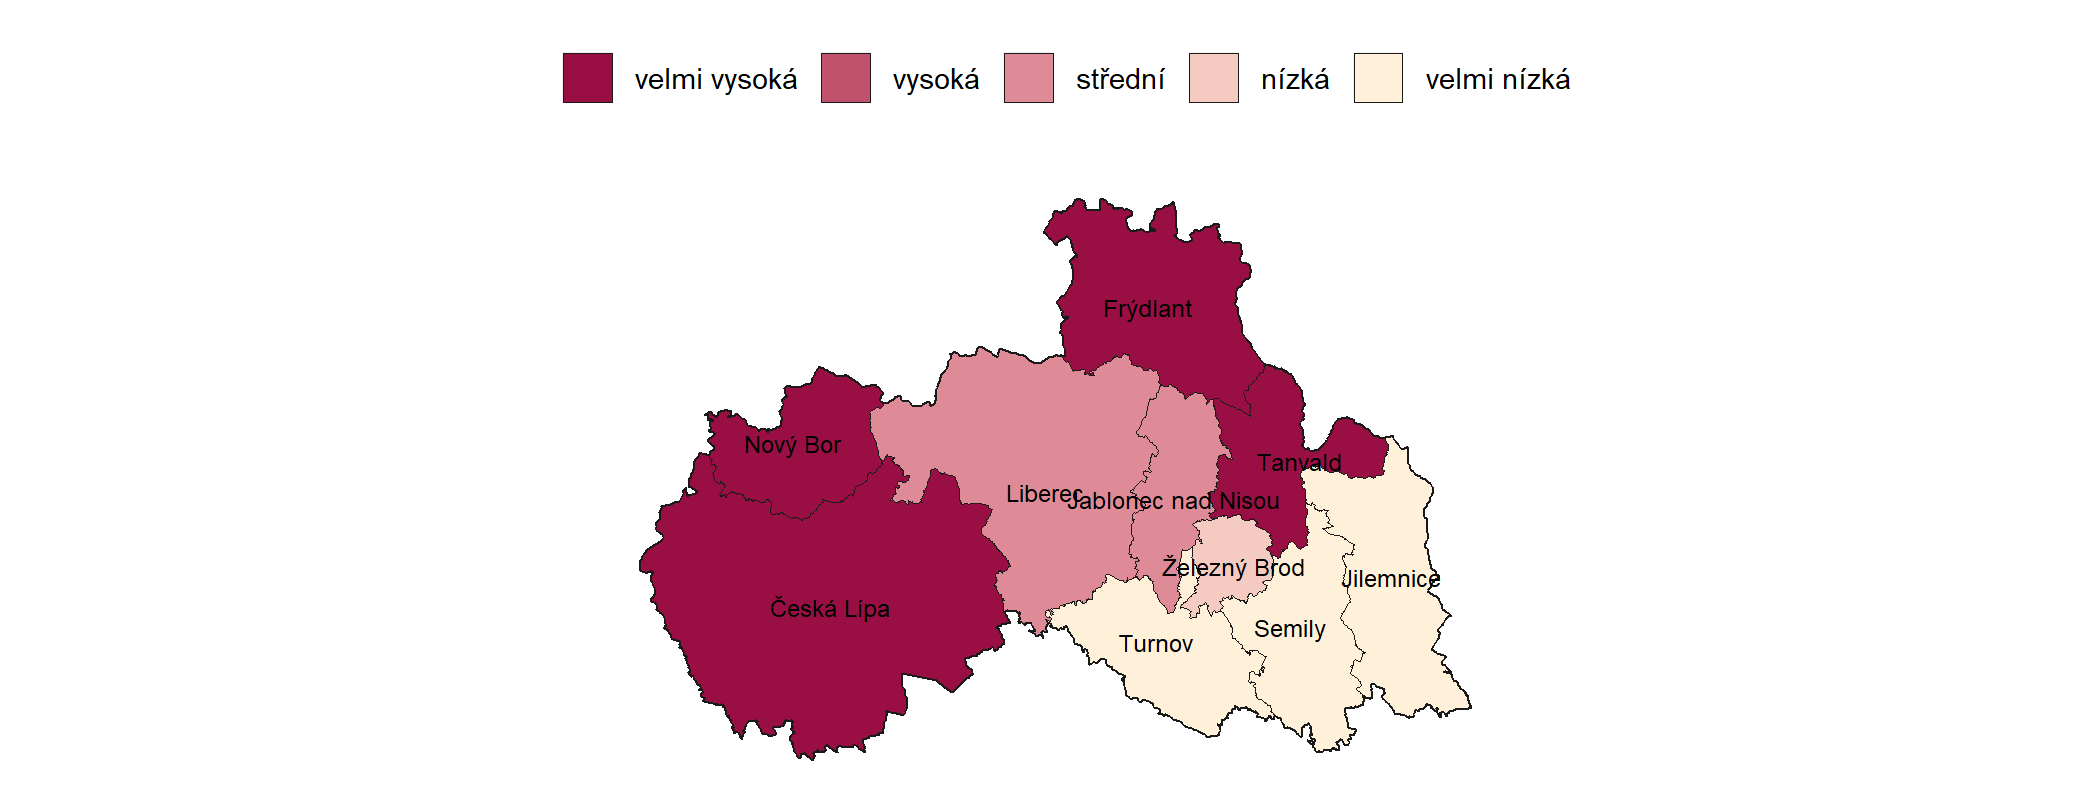 velmi vysoká vysoká střední nízká velmi nízká
Frýdlant
Nový Bor
Tanvald
Liberec
Jablonec nad Nisou
Železný Brod
Jilemnice
Česká Lípa
Semily
Turnov